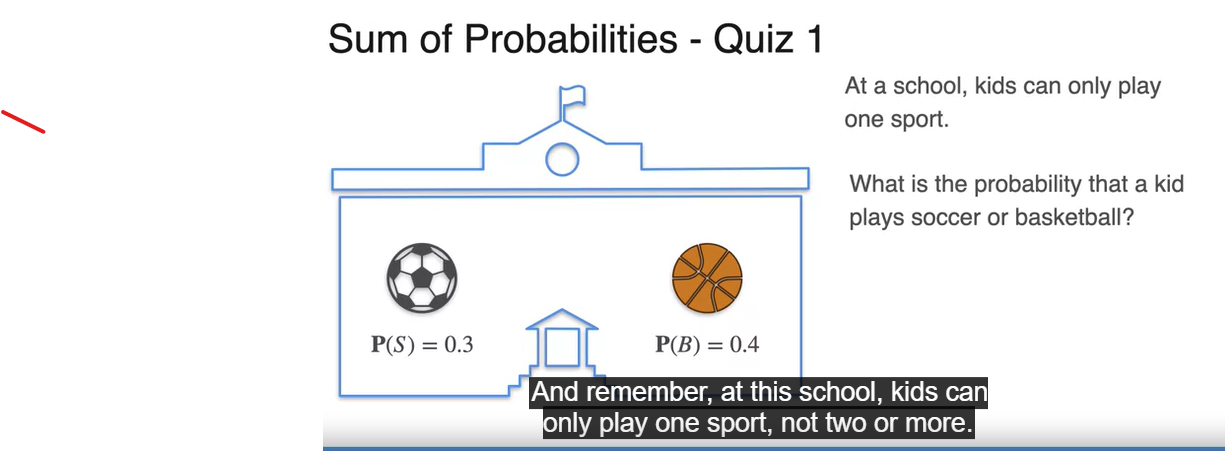 Sum of Probabilities - Quiz 1
At a school, kids can only play
one sport.
What is the probability that a kid
plays soccer or basketball?
P(S) = 0.3
P(B) = 0.4
And remember, at this school, kids can
only play one sport, not two or more.